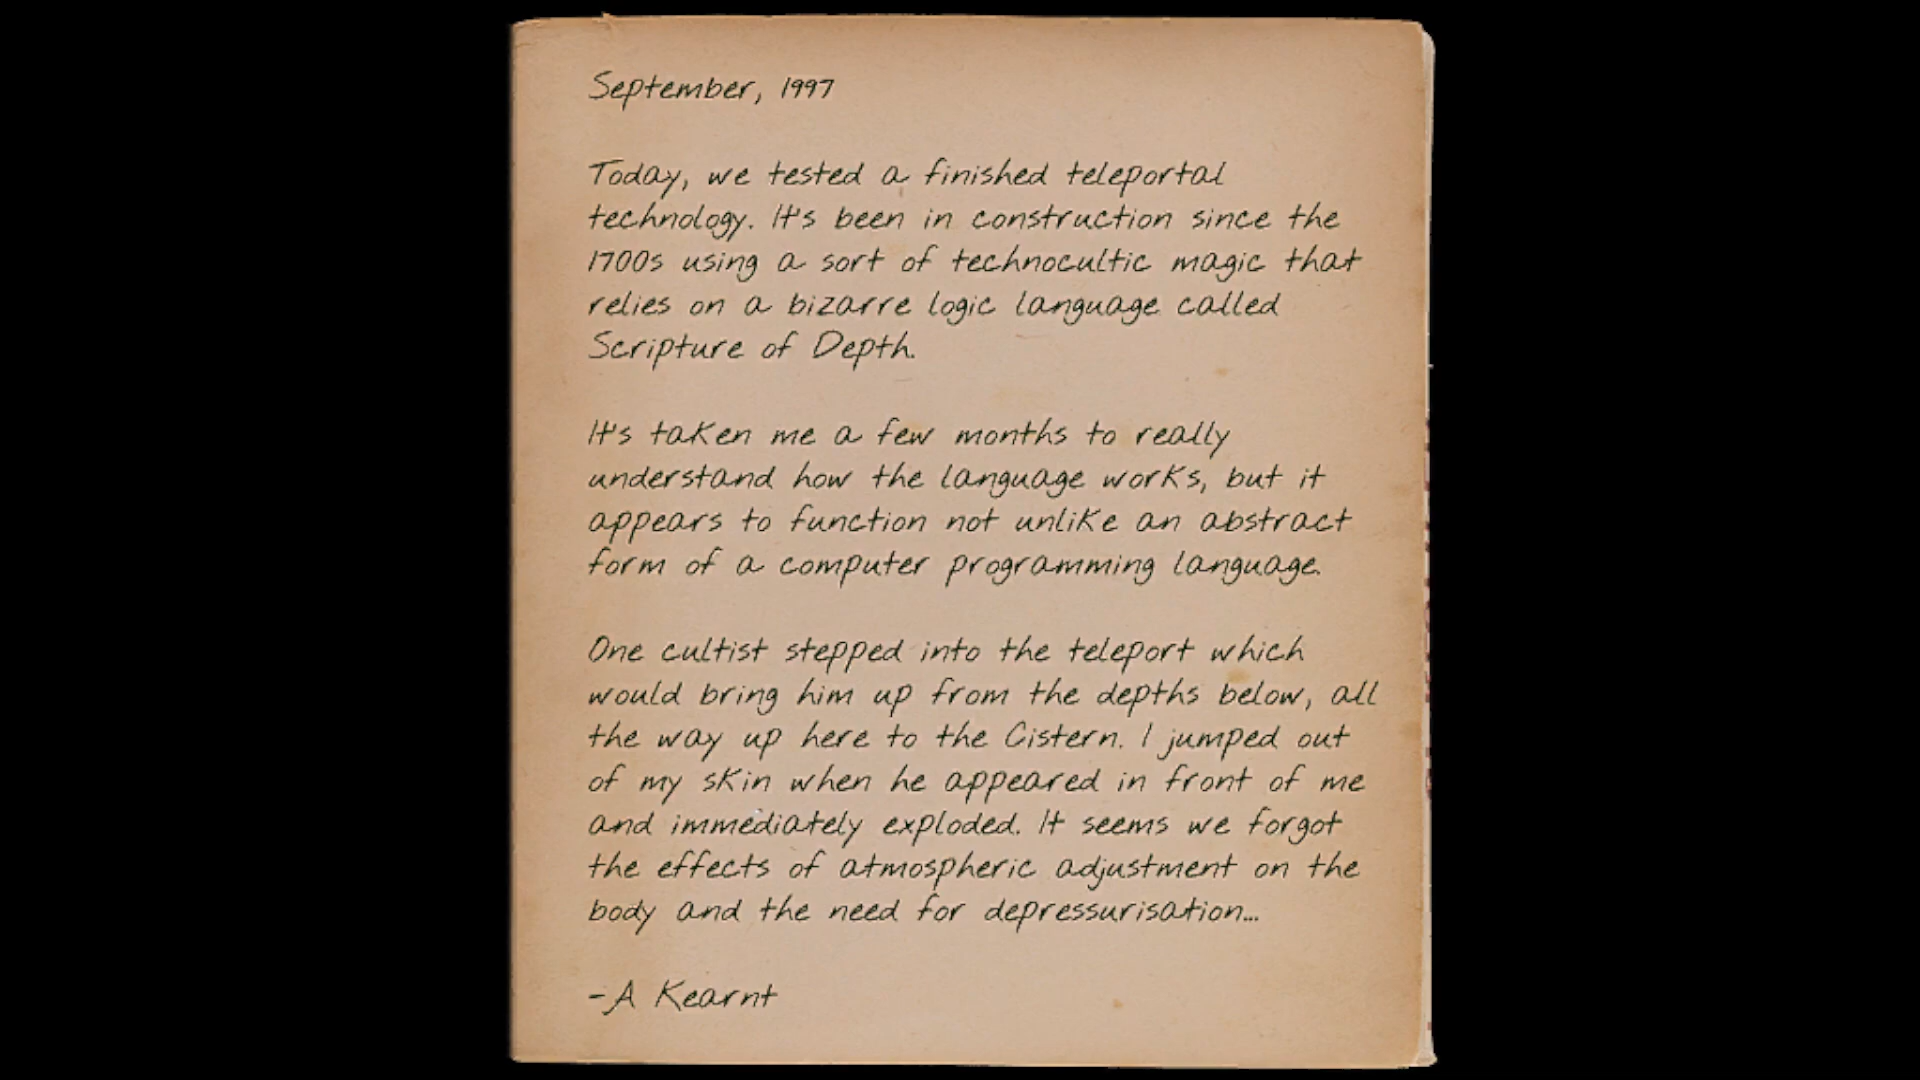 September, 1997
Today, we tested a finished teleportal
technology. It's been in construction since the
1700s using a sort of technocultic magic that
relies on a bizarre logic language called
Scripture of Depth.
It's taken me a few months to really
understand how the language works, but it
appears to function not unlike an abstract
form of a computer programming language.
One cultist stepped into the teleport which
would bring him up from the depths below, all
the way up here to the Cistern. I jumped out
of my skin when he appeared in front of me
and immediately exploded. It seems we forgot
the effects of atmospheric adjustment on the
body and the need for depressurisation...
-A Kearnt